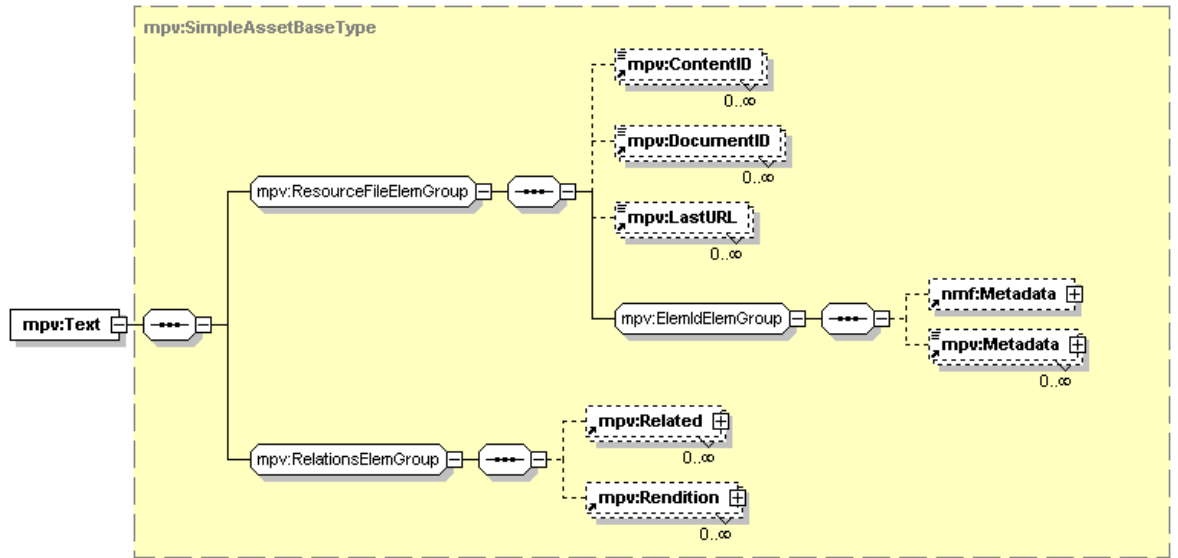 mpv:SimpleAssetBaseType
mpv:ContentID
0..∞
mpv:DocumentID
0..∞
mpv:ResourceFileElemGroup
mpv:LastURL
0..∞
nmf:Metadata
mpv:Text
mpv:ElemIdElemGroup
mpv:Metadata
0..∞
mpv:Related
0..∞
mpv:RelationsElemGroup
mpv:Rendition
0..∞